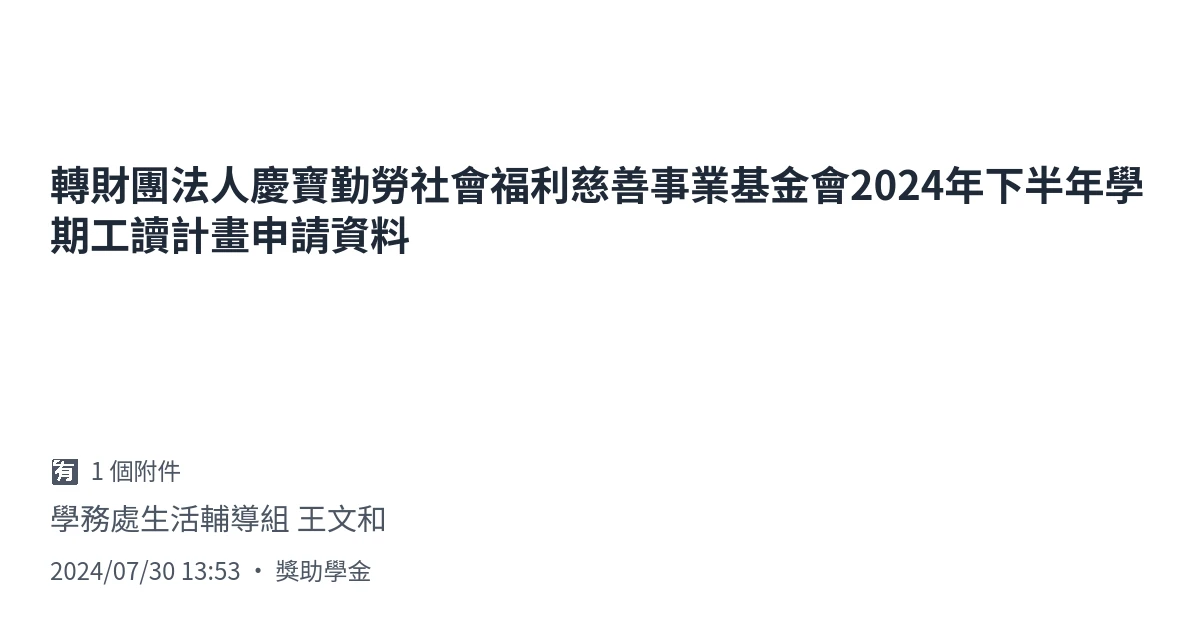 轉財團法人慶寶勤勞社會福利慈善事業基金會2024年下半年學
期工讀計畫申請資料
有 1 個附件
學務處生活輔導組 王文和
2024/07/30 13:53 • 獎助學金